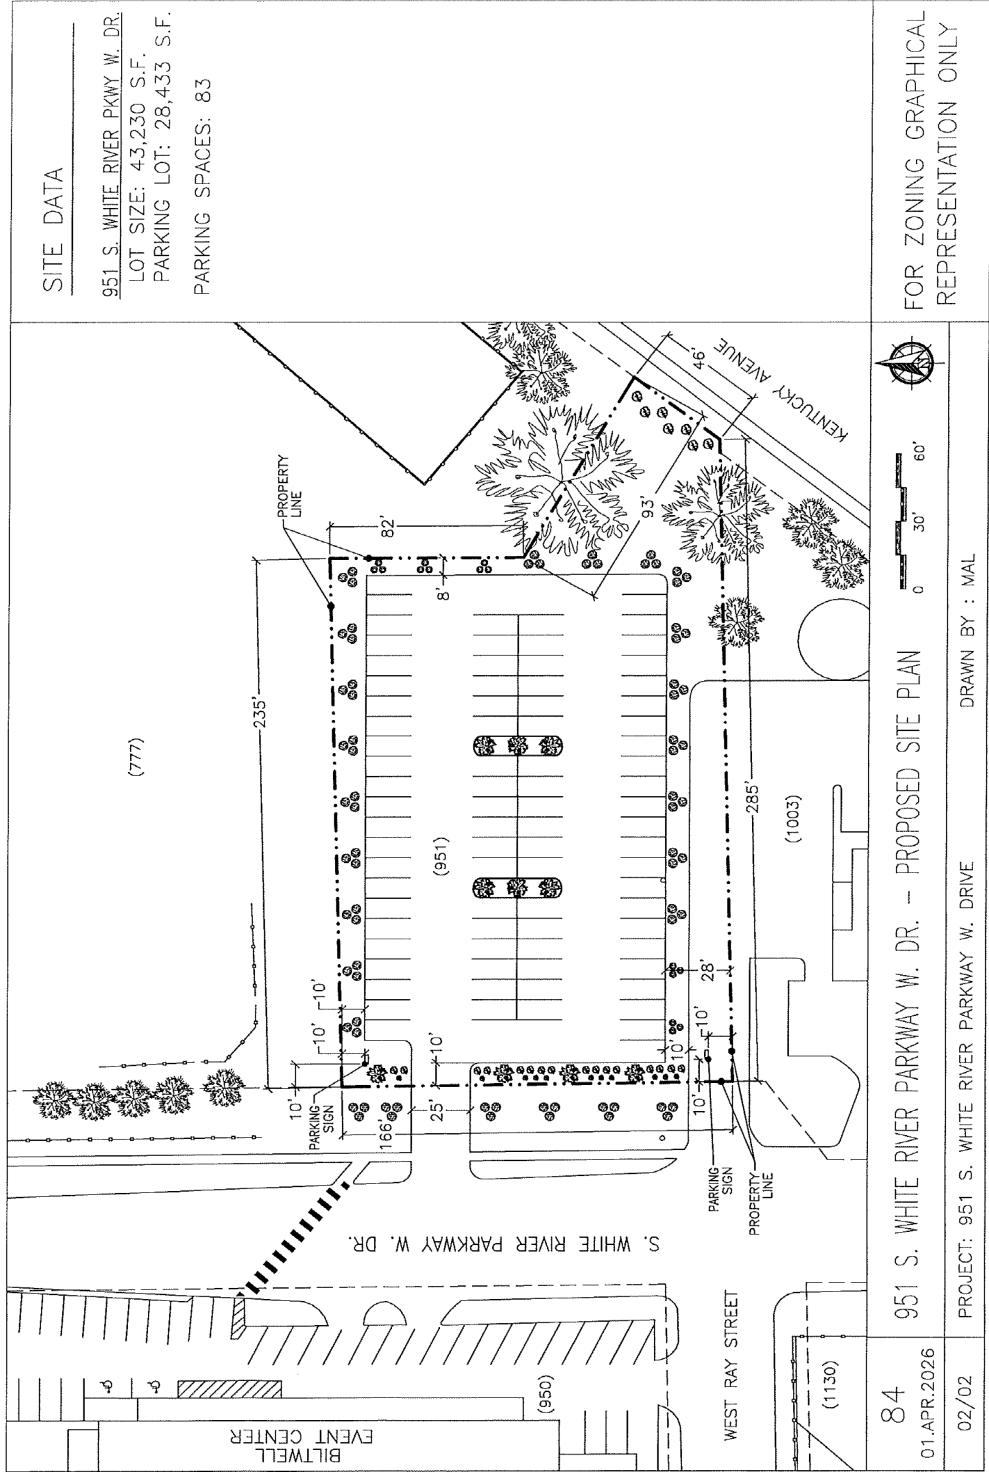 SITE DATA
951 S. WHITE RIVER PKWY W. DR.
LOT SIZE: 43,230 S.F.
PARKING LOT: 28,433 S.F.
PARKING SPACES: 83
FOR ZONING GRAPHICAL
REPRESENTATION ONLY
(777)
235'
PROPERTY
LINE
82'
8'
46'
KENTUCKY AVENUE
93'
(951)
10'
10'
10'
PARKING
SIGN
166'
25'
10'
28'
10'
10'
10'
285'
(1003)
PARKING
SIGN
PROPERTY
LINE
S. WHITE RIVER PARKWAY W. DR.
WEST RAY STREET
(950)
(1130)
BILTWELL
EVENT CENTER
0 30' 60'
84
01.APR.2026
951 S. WHITE RIVER PARKWAY W. DR. - PROPOSED SITE PLAN
02/02
PROJECT: 951 S. WHITE RIVER PARKWAY W. DRIVE
DRAWN BY : MAL